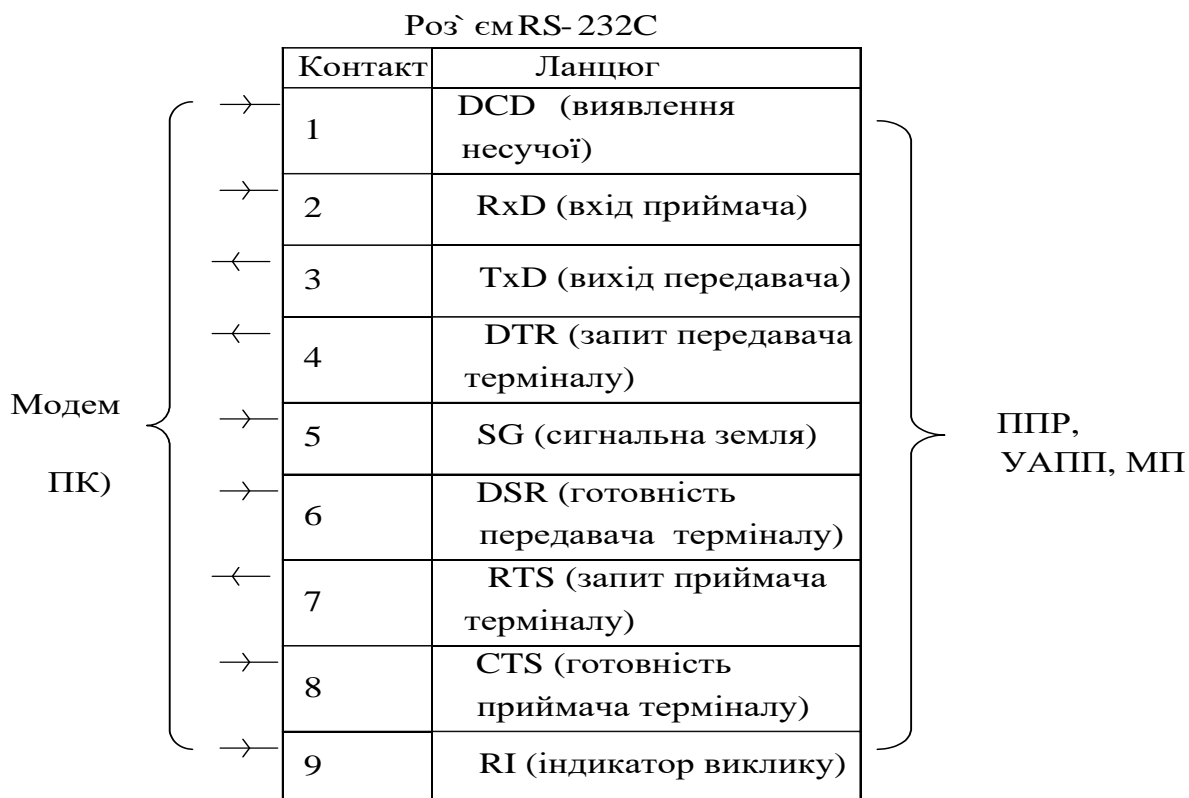 Роз` єм RS- 232C
Контакт Ланцюг
1 DCD (виявлення
несучої)
2 RxD (вхід приймача)
3 TxD (вихід передавача)
4 DTR (запит передавача
терміналу)
5 SG (сигнальна земля)
6 DSR (готовність
передавача терміналу)
7 RTS (запит приймача
терміналу)
8 CTS (готовність
приймача терміналу)
9 RI (індикатор виклику)
Модем
ПК)
ППР,
УАПП, МП